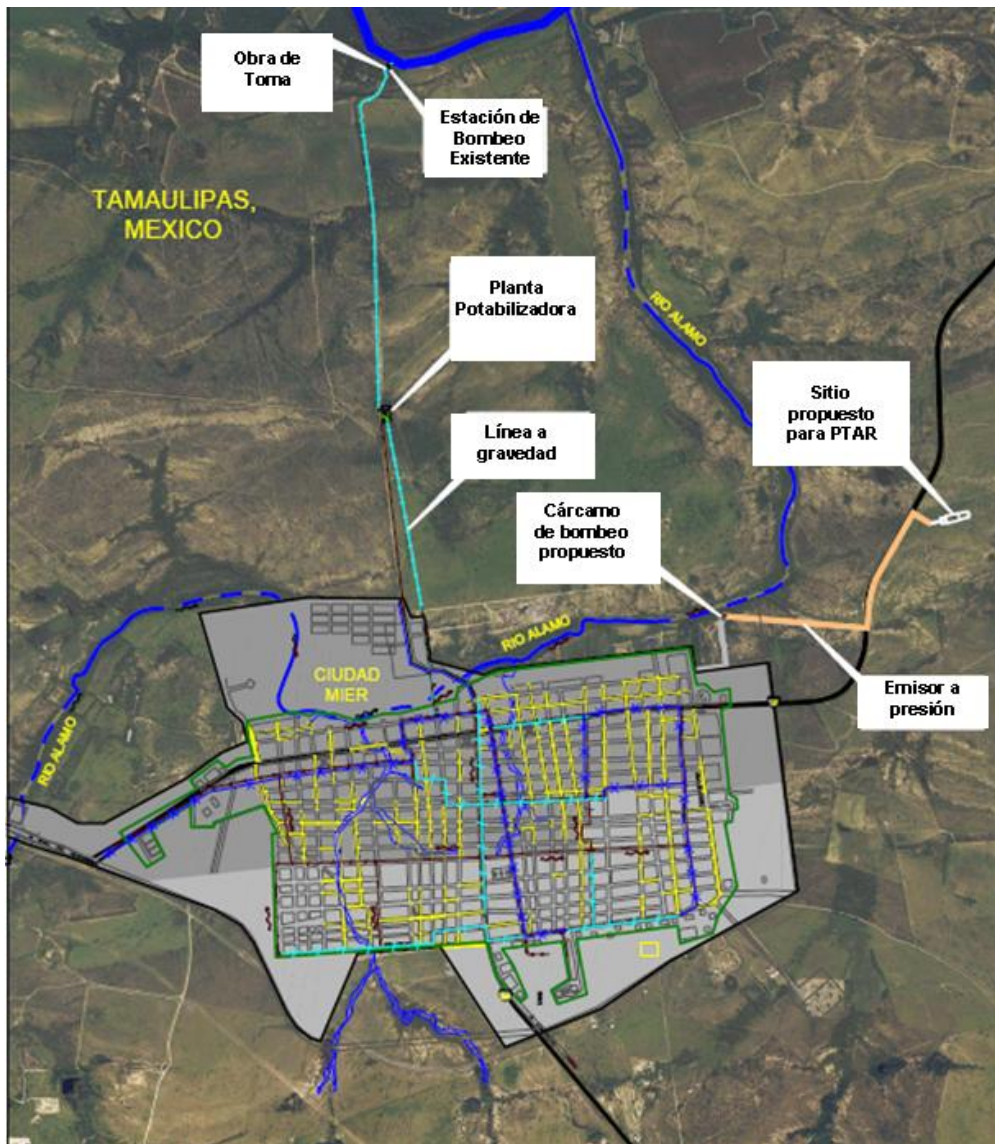 Obra de
Toma
Estación de
Bombeo
Existente
TAMAULIPAS,
MEXICO
Planta
Potabilizadora
RIO ALAMO
Sitio
propuesto
para PTAR
Línea a
gravedad
Cárcamo
de bombeo
propuesto
RIO ALAMO
CIUDAD
MIER
Emisor a
presión
RIO ALAMO